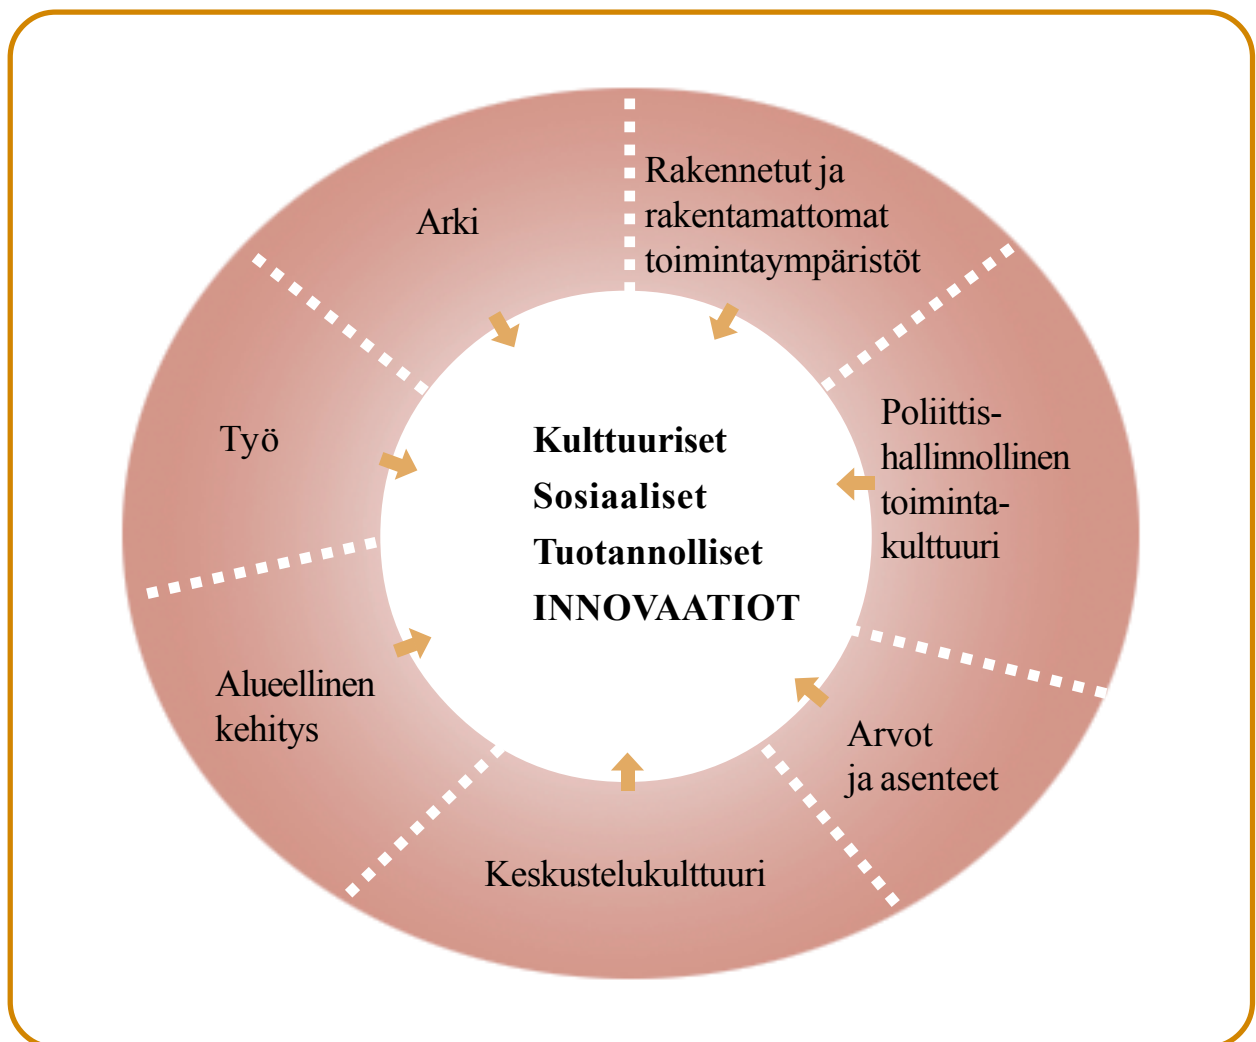 Arki
Rakennetut ja
rakentamattomat
toimintaympäristöt
Työ
Kulttuuriset
Sosiaaliset
Tuotannolliset
INNOVAATIOT
Poliittis-
hallinnollinen
toiminta-
kulttuuri
Alueellinen
kehitys
Arvot
ja asenteet
Keskustelukulttuuri